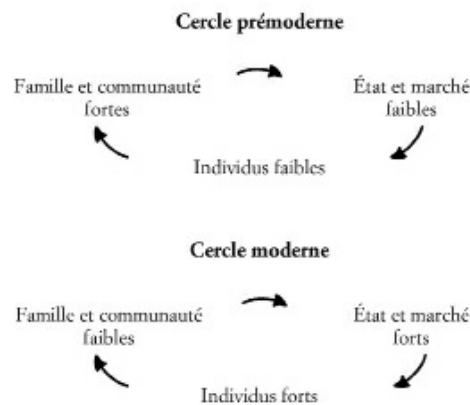 Cercle prémoderne
Famille et communauté
fortes
État et marché
faibles
Individus faibles
Cercle moderne
Famille et communauté
faibles
État et marché
forts
Individus forts